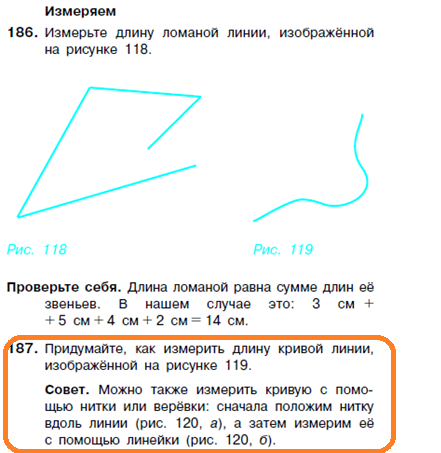 Измеряем
186. Измерьте длину ломаной линии, изображённой
на рисунке 118.
Рис. 118
Рис. 119
Проверьте себя. Длина ломаной равна сумме длин её
звеньев. В нашем случае это: 3 см +
+ 5 см + 4 см + 2 см = 14 см.
187. Придумайте, как измерить длину кривой линии,
изображённой на рисунке 119.
Совет. Можно также измерить кривую с помо-
щью нитки или верёвки: сначала положим нитку
вдоль линии (рис. 120, а), а затем измерим её
с помощью линейки (рис. 120, б).